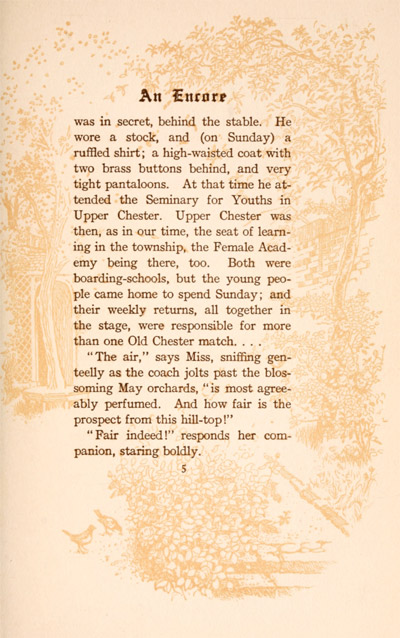 An Encore
was in secret, behind the stable. He
wore a stock, and (on Sunday) a
ruffled shirt; a high-waisted coat with
two brass buttons behind, and very
tight pantaloons. At that time he at-
tended the Seminary for Youths in
Upper Chester. Upper Chester was
then, as in our time, the seat of learn-
ing in the township, the Female Acad-
emy being there, too. Both were
boarding-schools, but the young peo-
ple came home to spend Sunday; and
their weekly returns, all together in
the stage, were responsible for more
than one Old Chester match. . . .
"The air," says Miss, sniffing gen-
teelly as the coach jolts past the blos-
soming May orchards, "is most agree-
ably perfumed. And how fair is the
prospect from this hill-top!"
"Fair indeed!" responds her com-
panion, staring boldly.
5